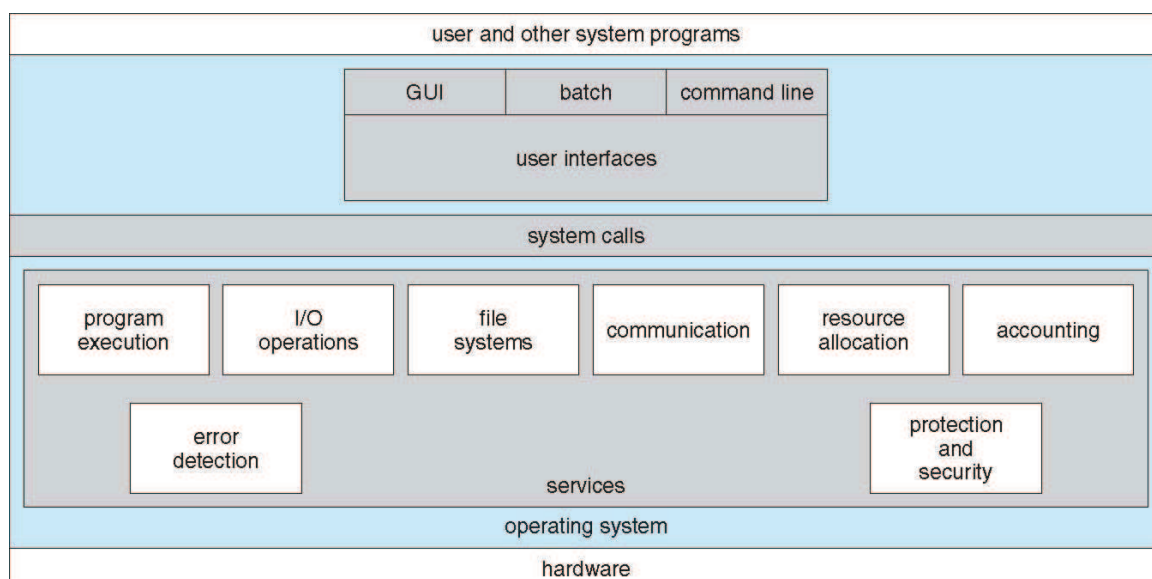 user and other system programs
GUI
batch
command line
user interfaces
system calls
program
execution
I/O
operations
file
systems
communication
resource
allocation
accounting
error
detection
protection
and
security
services
operating system
hardware